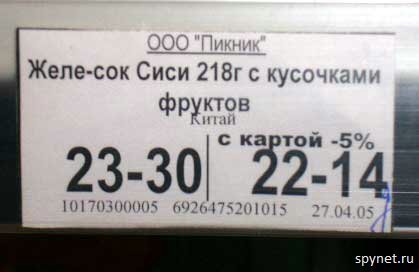 ООО "Пикник"
Желе-сок Сиси 218г с кусочками
фруктов
Китай
с картой -5%
23-30 22-14
10170300005 6926475201015 27.04.05
spynet.ru